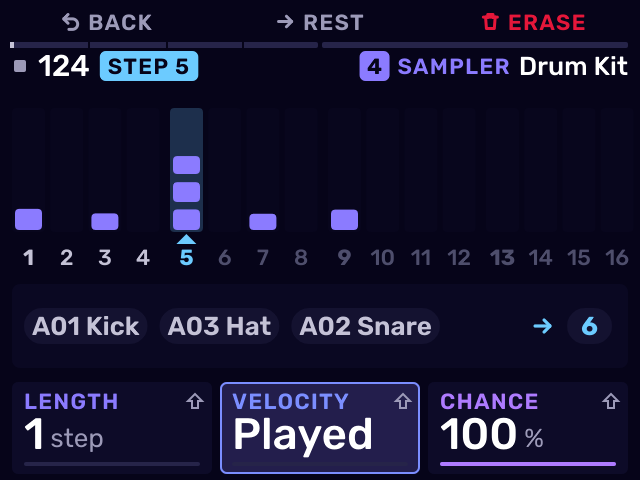 BACK REST ERASE
124 STEP 5 4 SAMPLER Drum Kit
1 2 3 4 5 6 7 8 9 10 11 12 13 14 15 16
A01 Kick A03 Hat A02 Snare 6
LENGTH VELOCITY CHANCE
1 step Played 100 %